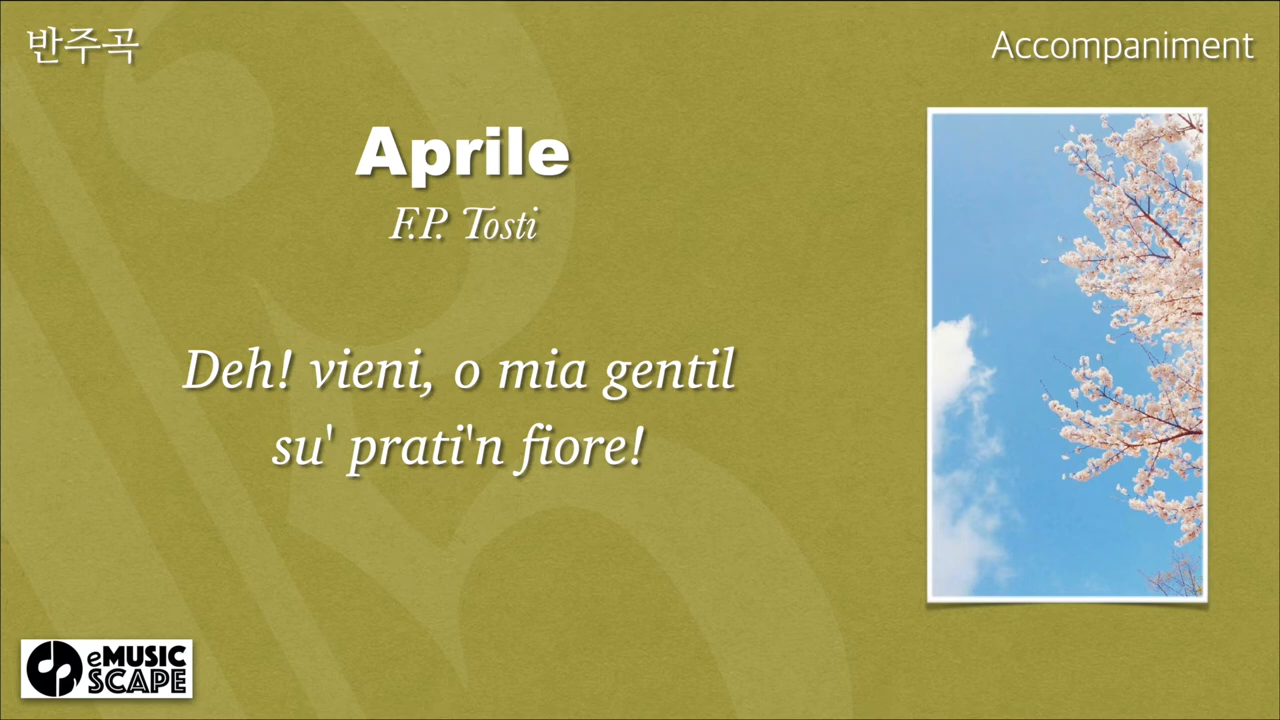 반주곡
Accompaniment
Aprile
F.P. Tosti
Deh! vieni, o mia gentil
su' prati'n fiore!
eMUSIC
SCAPE